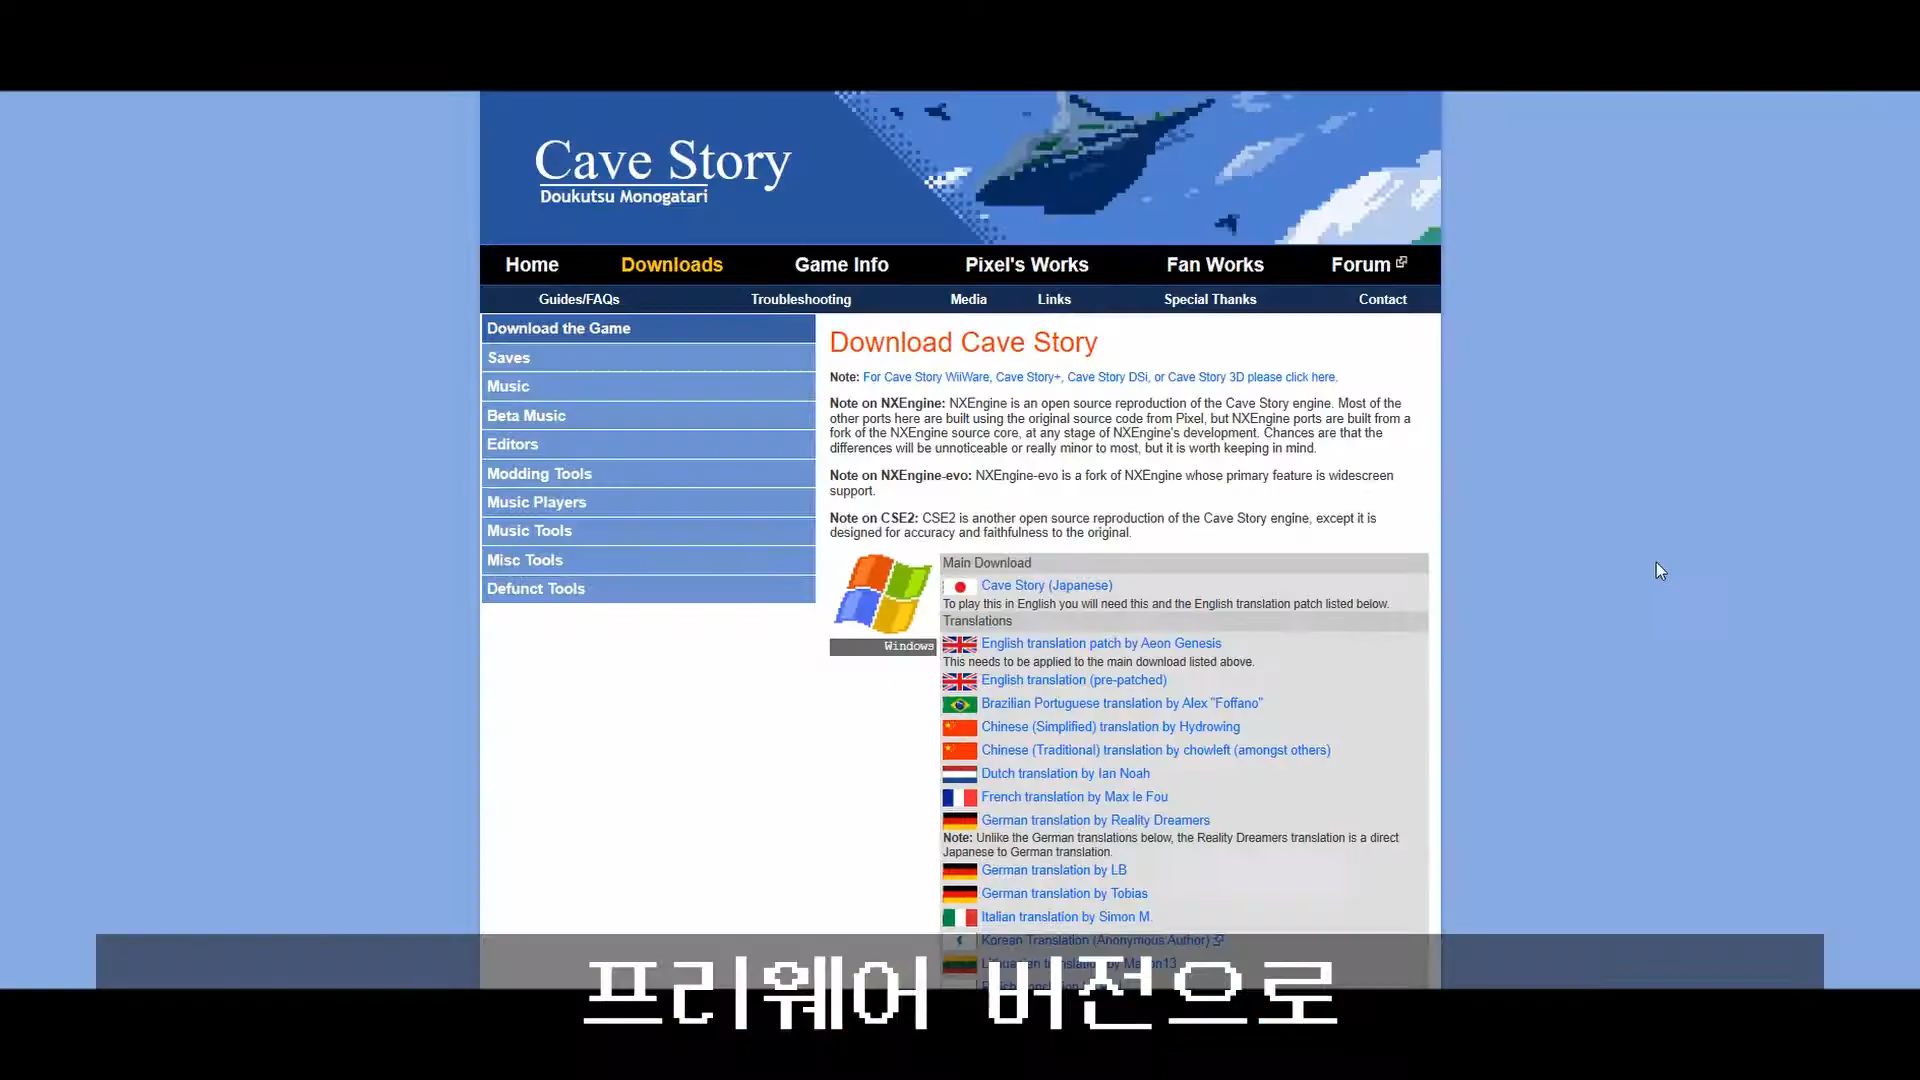 Cave Story
Doukutsu Monogatari
Home Downloads Game Info Pixel's Works Fan Works Forum
Guides/FAQs Troubleshooting Media Links Special Thanks Contact
Download the Game
Saves
Music
Beta Music
Editors
Modding Tools
Music Players
Music Tools
Misc Tools
Defunct Tools
Download Cave Story
Note: For Cave Story WiiWare, Cave Story+, Cave Story DSi, or Cave Story 3D please click here.
Note on NXEngine: NXEngine is an open source reproduction of the Cave Story engine. Most of the
other ports here are built using the original source code from Pixel, but NXEngine ports are built from a
fork of the NXEngine source core, at any stage of NXEngine's development. Chances are that the
differences will be unnoticeable or really minor to most, but it is worth keeping in mind.
Note on NXEngine-evo: NXEngine-evo is a fork of NXEngine whose primary feature is widescreen
support.
Note on CSE2: CSE2 is another open source reproduction of the Cave Story engine, except it is
designed for accuracy and faithfulness to the original.
Windows
Main Download
Cave Story (Japanese)
To play this in English you will need this and the English translation patch listed below.
Translations
English translation patch by Aeon Genesis
This needs to be applied to the main download listed above.
English translation (pre-patched)
Brazilian Portuguese translation by Alex "Foffano"
Chinese (Simplified) translation by Hydrowing
Chinese (Traditional) translation by chowleft (amongst others)
Dutch translation by Ian Noah
French translation by Max le Fou
German translation by Reality Dreamers
Note: Unlike the German translations below, the Reality Dreamers translation is a direct
Japanese to German translation.
German translation by LB
German translation by Tobias
Italian translation by Simon M.
Korean Translation (Anonymous Author)
프리웨어 버전으로